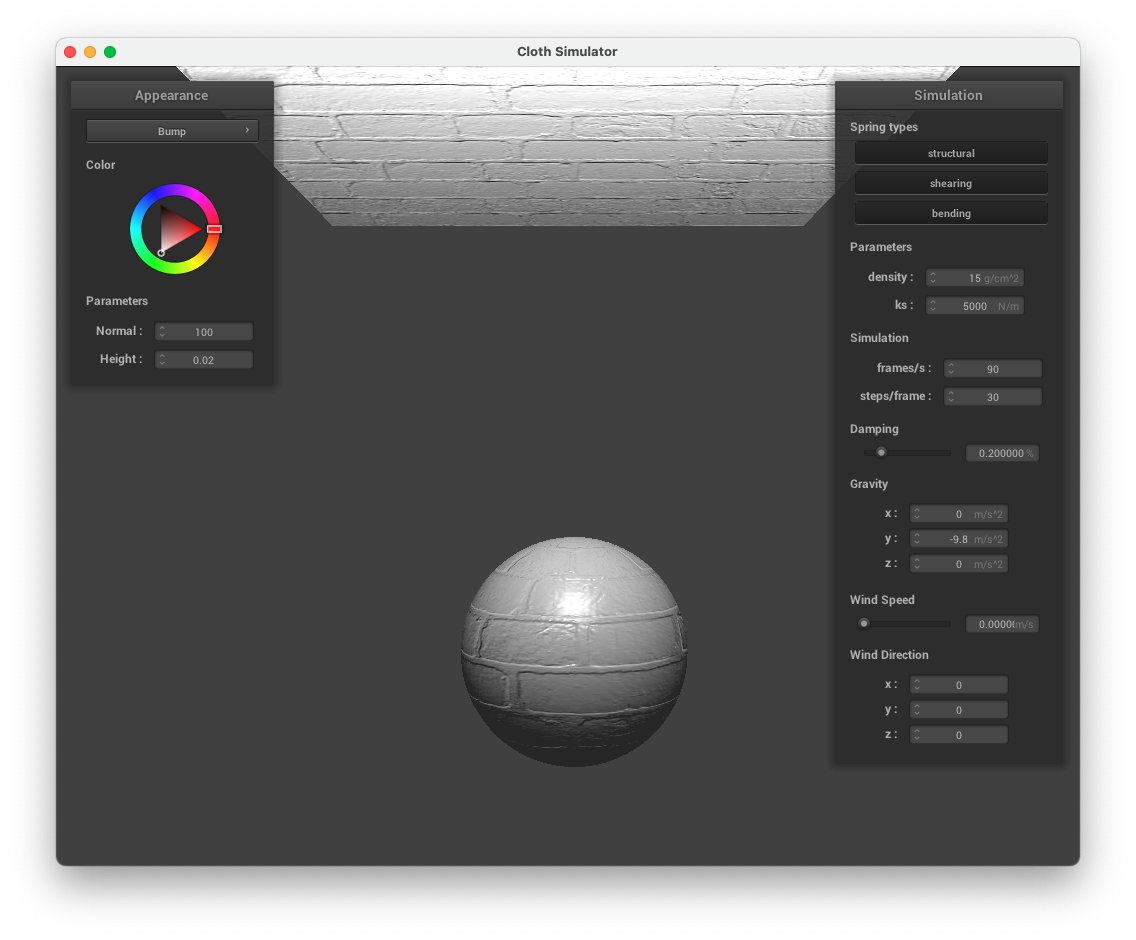 Cloth Simulator
Appearance
Bump ›
Color
Parameters
Normal : 100
Height : 0.02
Simulation
Spring types
structural
shearing
bending
Parameters
density : 15 g/cm^2
ks : 5000 N/m
Simulation
frames/s : 90
steps/frame : 30
Damping
0.200000 %
Gravity
x : 0 m/s^2
y : -9.8 m/s^2
z : 0 m/s^2
Wind Speed
0.0000 m/s
Wind Direction
x : 0
y : 0
z : 0